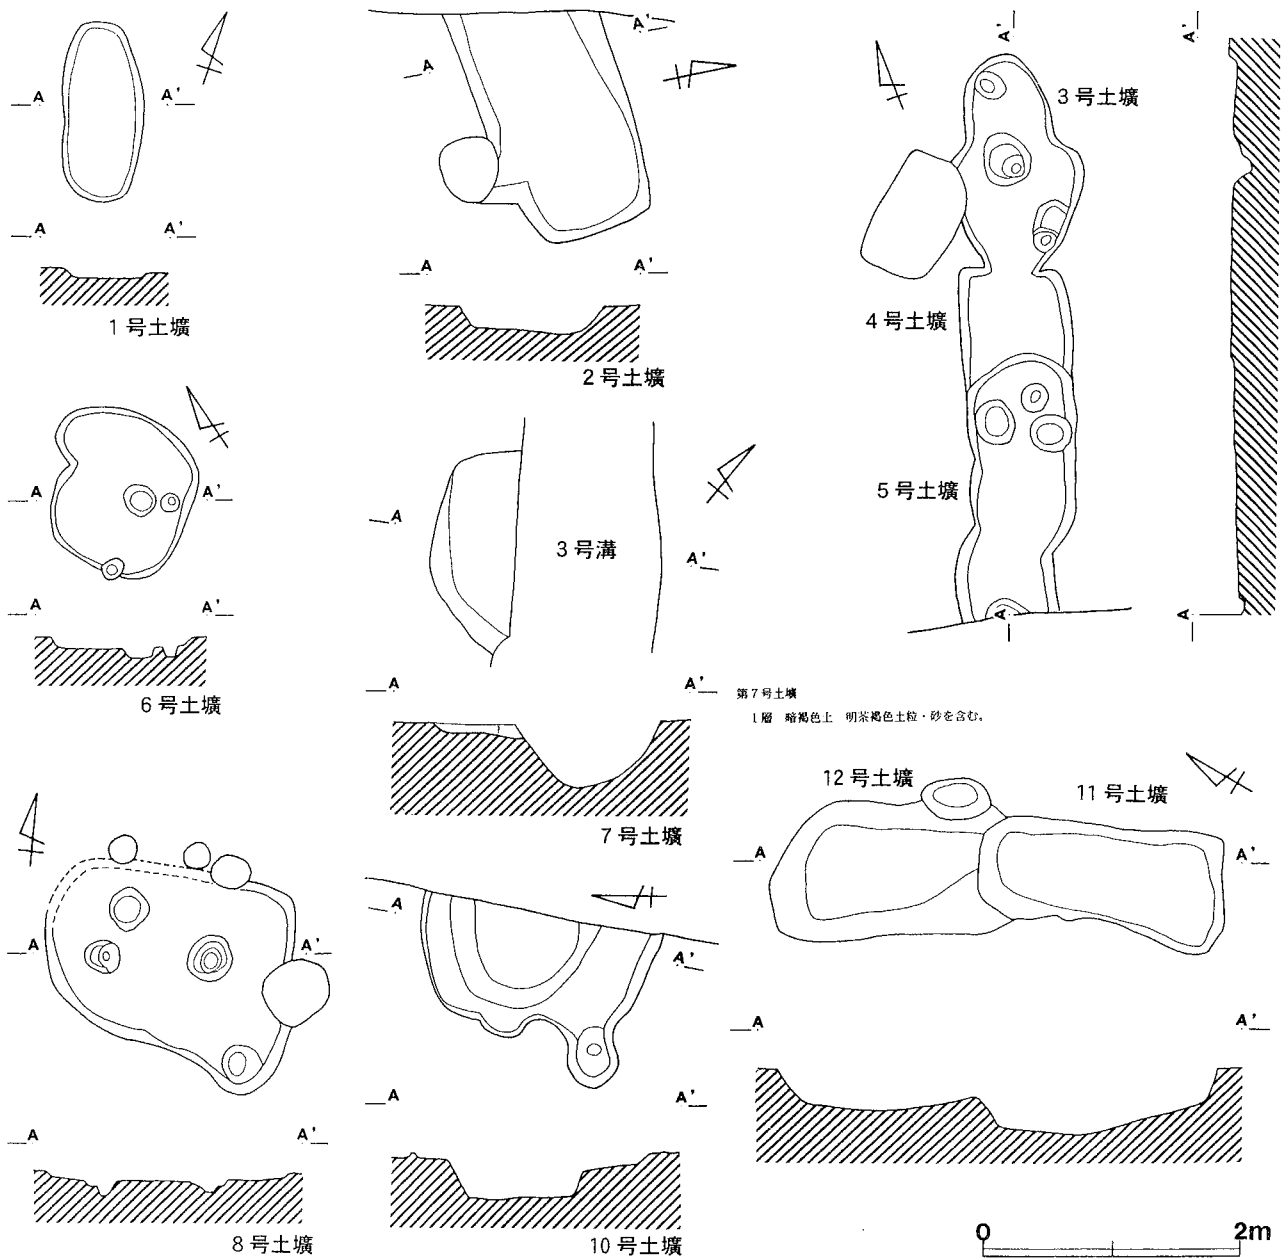 A A'
A A'
1号土壙
A A'
A A'
2号土壙
A' A'
3号土壙
4号土壙
5号土壙
A A
A A'
A A'
6号土壙
A 3号溝 A'
A A'
7号土壙
第7号土壙
1層 暗褐色土 明茶褐色土粒・砂を含む。
A A'
A A'
8号土壙
A A'
A A'
10号土壙
12号土壙 11号土壙
A A'
A A'
0 2m